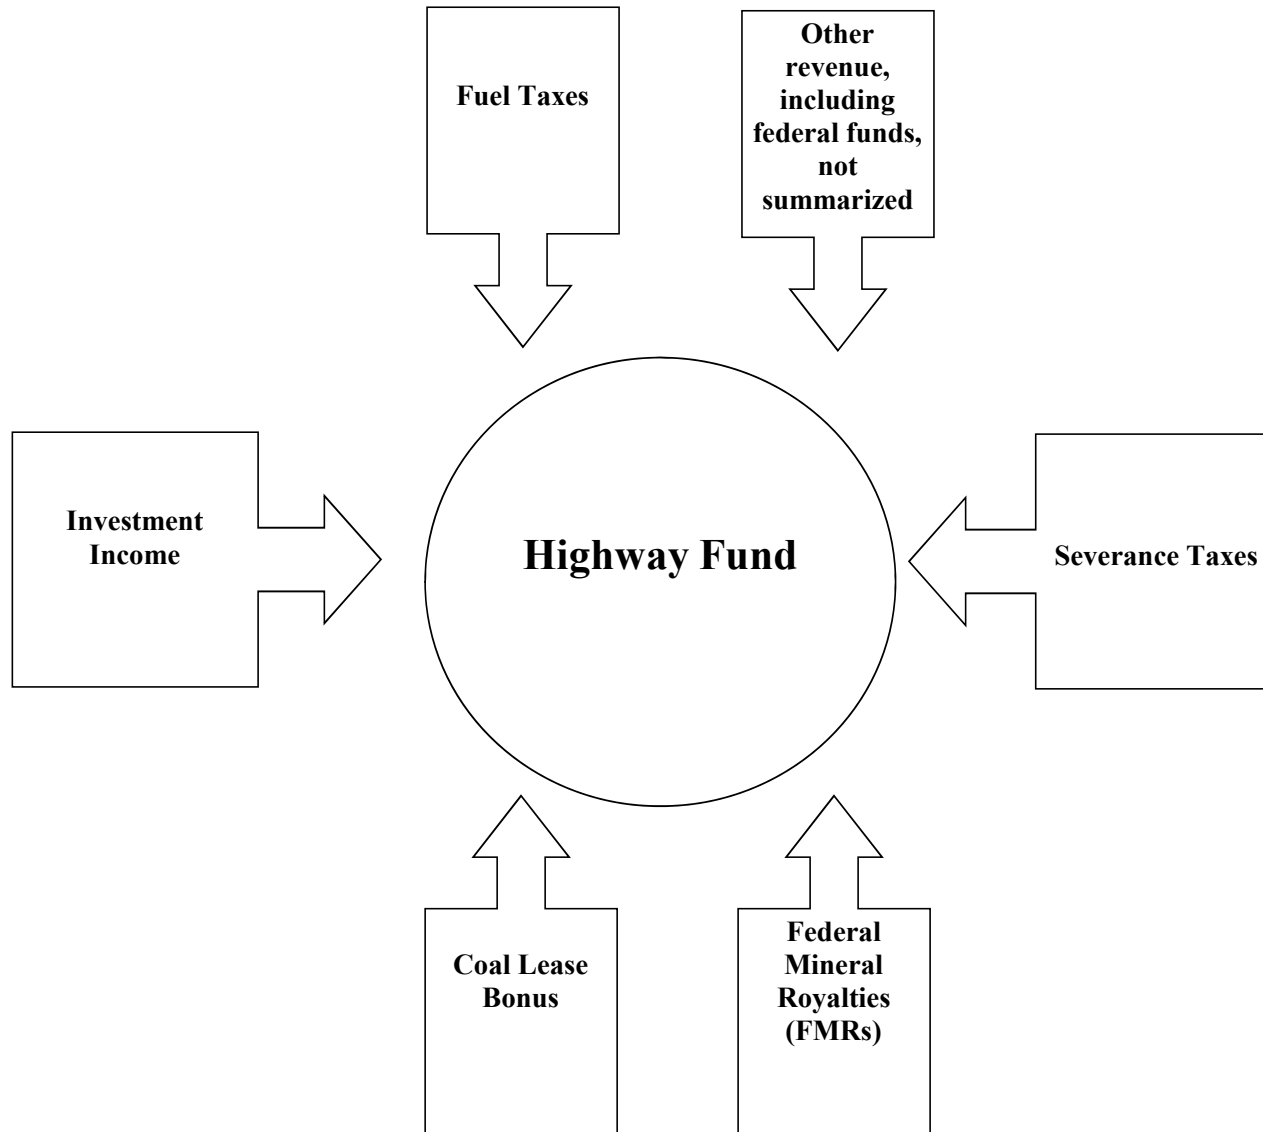 Fuel Taxes
Other
revenue,
including
federal funds,
not
summarized
Investment
Income
Highway Fund
Severance Taxes
Coal Lease
Bonus
Federal
Mineral
Royalties
(FMRs)